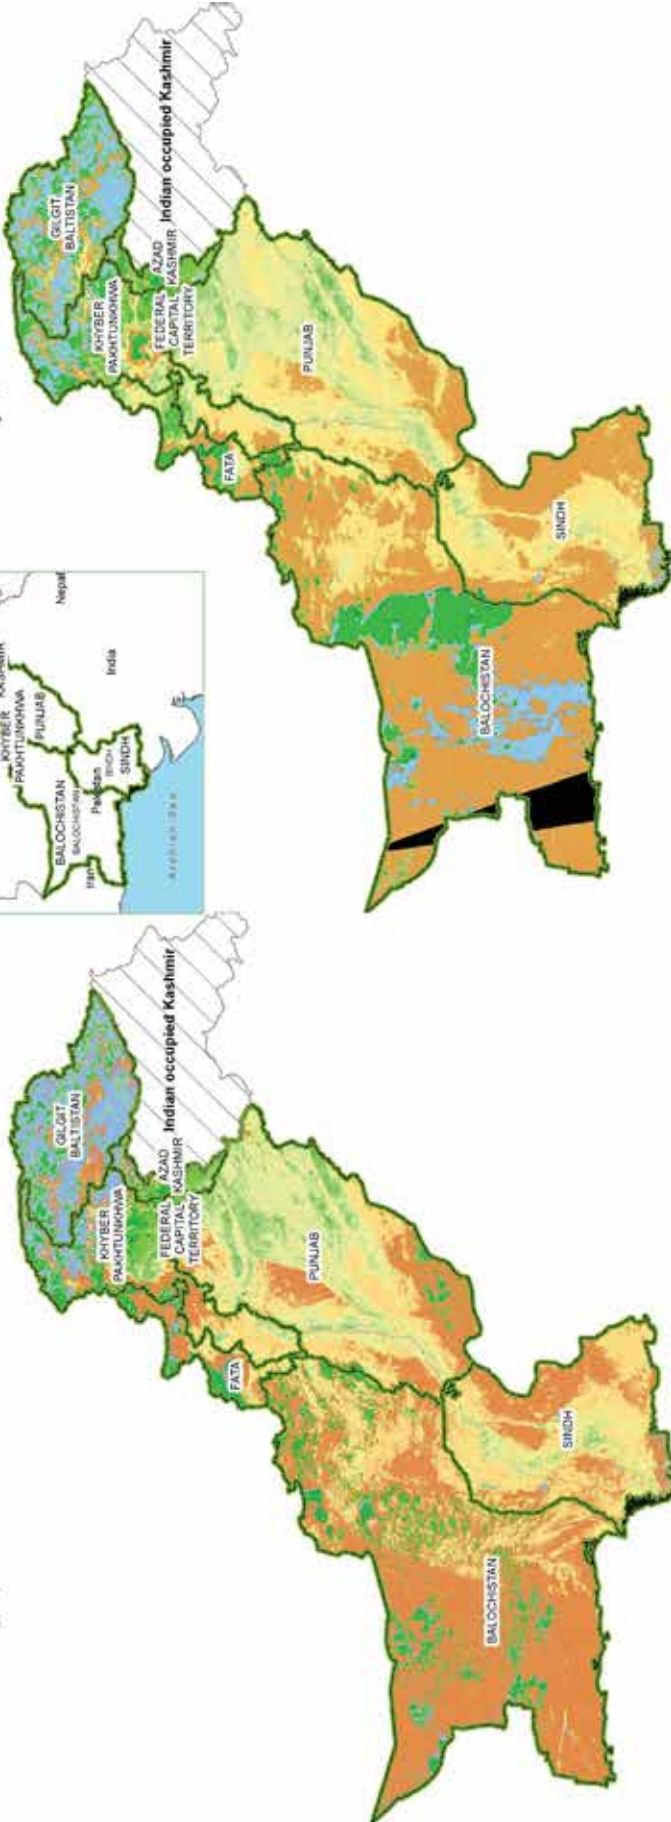 GILGIT
BALTISTAN
KHYBER
PAKHTUNKHWA
AZAD
KASHMIR
Indian occupied Kashmir
FEDERAL
CAPITAL
TERRITORY
FATA
PUNJAB
BALOCHISTAN
SINDH
KHYBER
PAKHTUNKHWA
PUNJAB
BALOCHISTAN
BALOCHISTAN
Pakistan
Iran
SINDH
SINDH
Nepal
India
Arabian Sea
GILGIT
BALTISTAN
KHYBER
PAKHTUNKHWA
AZAD
KASHMIR
Indian occupied Kashmir
FEDERAL
CAPITAL
TERRITORY
FATA
PUNJAB
BALOCHISTAN
SINDH